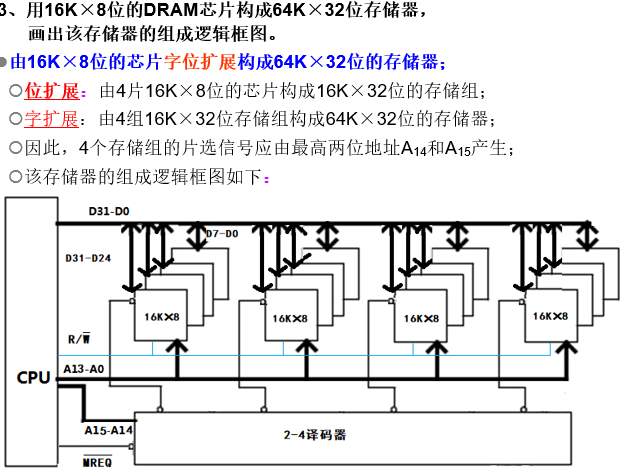 3、用16K×8位的DRAM芯片构成64K×32位存储器，
画出该存储器的组成逻辑框图。
由16K×8位的芯片字位扩展构成64K×32位的存储器；
位扩展：由4片16K×8位的芯片构成16K×32位的存储组；
字扩展：由4组16K×32位存储组构成64K×32位的存储器；
因此，4个存储组的片选信号应由最高两位地址A₁₄和A₁₅产生；
该存储器的组成逻辑框图如下：
D31-D0
D7-D0
D31-D24
16K×8 16K×8 16K×8 16K×8
R/W̅
A13-A0
CPU
A15-A14
2-4译码器
M̅R̅E̅Q̅